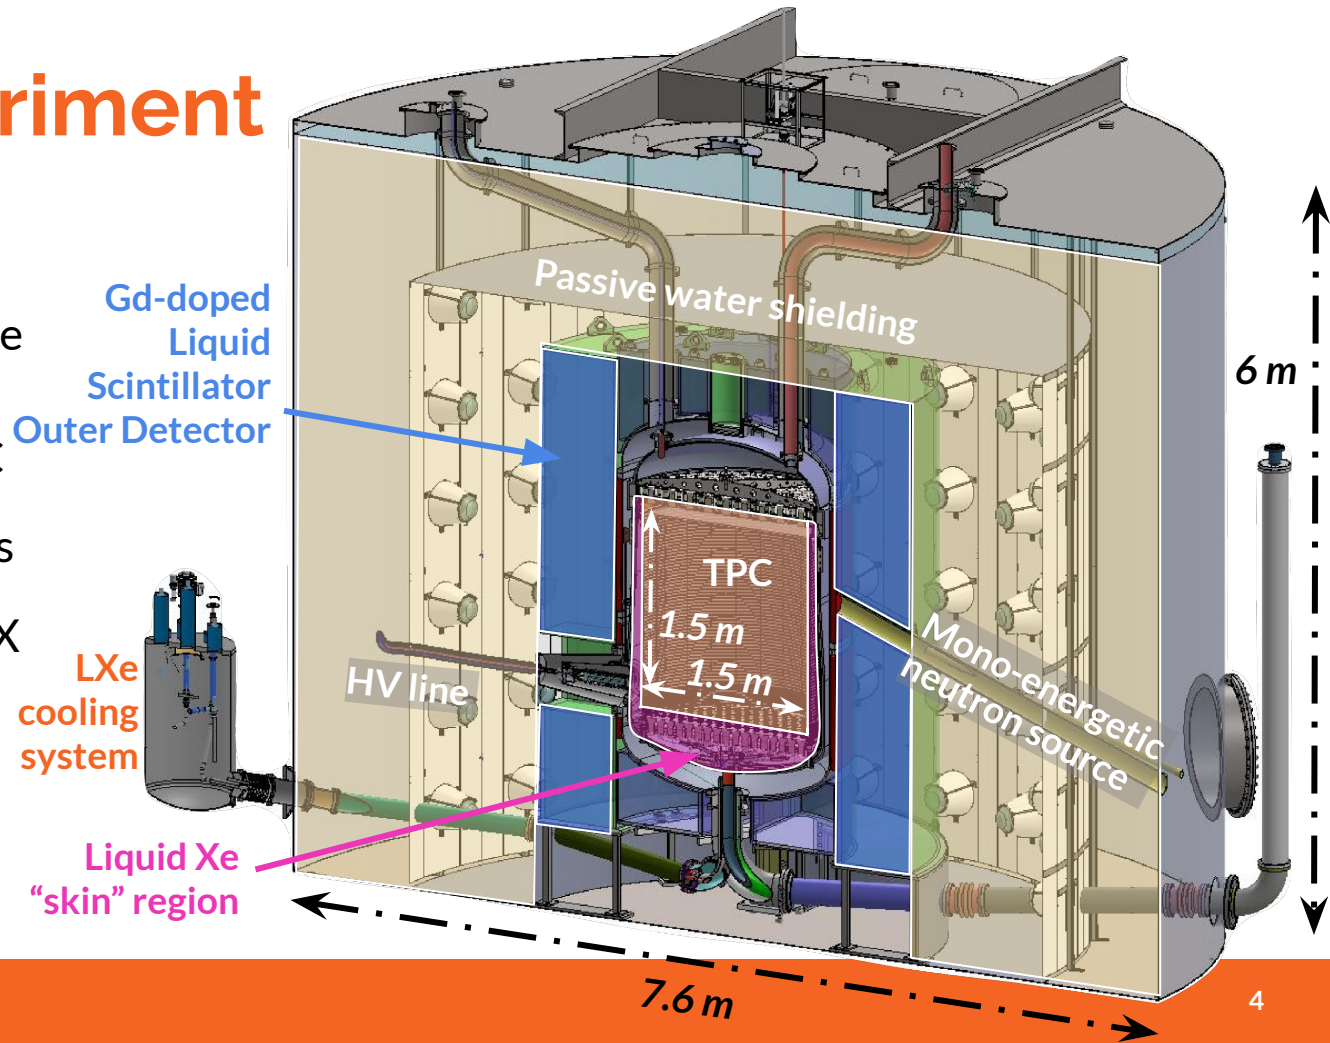 riment
Gd-doped
Liquid
Scintillator
Outer Detector
e
s
X
Passive water shielding
6 m
TPC
1.5 m
1.5 m
HV line
Mono-energetic
neutron source
LXe
cooling
system
Liquid Xe
“skin” region
7.6 m
4